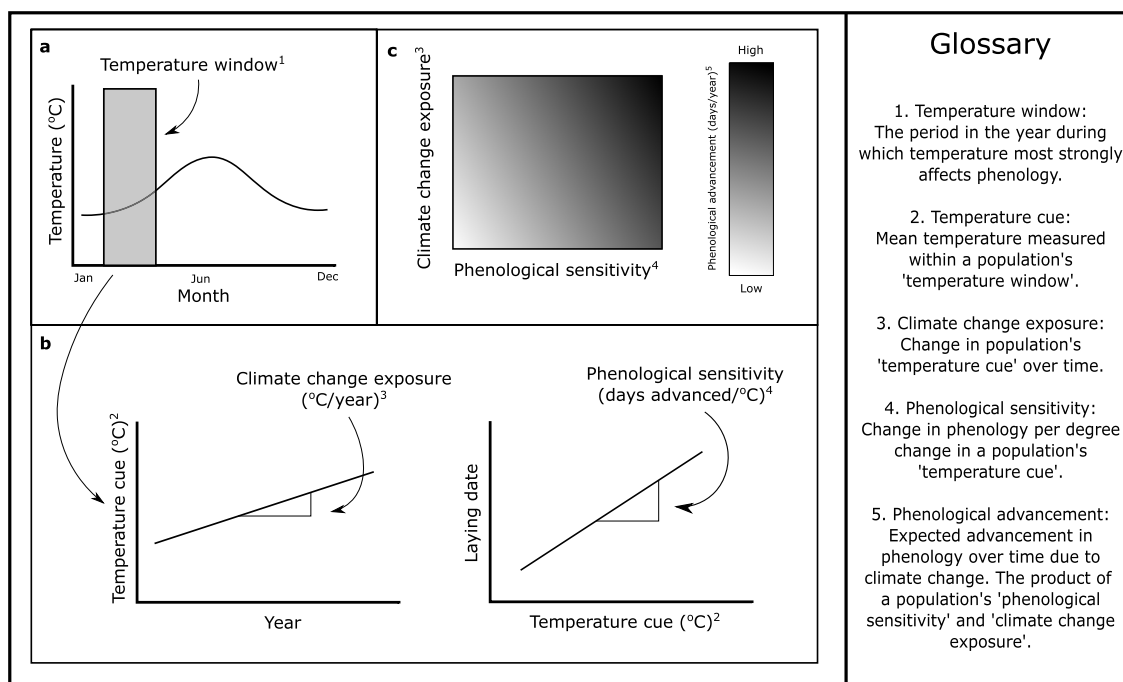 a
Temperature window¹
Temperature (°C)
Jan
Jun
Dec
Month
c
Climate change exposure³
Phenological sensitivity⁴
High
Phenological advancement (days/year)⁵
Low
b
Climate change exposure
(°C/year)³
Temperature cue (°C)²
Year
Phenological sensitivity
(days advanced/°C)⁴
Laying date
Temperature cue (°C)²
Glossary
1. Temperature window:
The period in the year during
which temperature most strongly
affects phenology.
2. Temperature cue:
Mean temperature measured
within a population's
'temperature window'.
3. Climate change exposure:
Change in population's
'temperature cue' over time.
4. Phenological sensitivity:
Change in phenology per degree
change in a population's
'temperature cue'.
5. Phenological advancement:
Expected advancement in
phenology over time due to
climate change. The product of
a population's 'phenological
sensitivity' and 'climate change
exposure'.